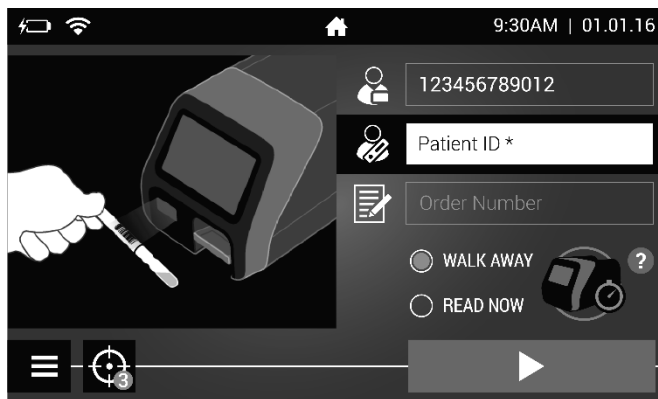 9:30AM | 01.01.16
123456789012
Patient ID *
Order Number
WALK AWAY
?
READ NOW
3